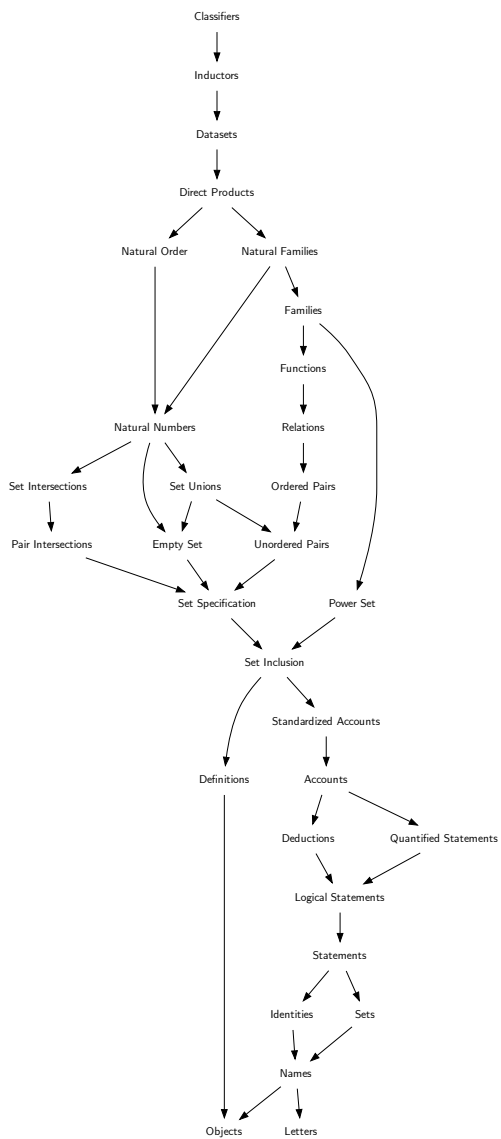 Classifiers
Inductors
Datasets
Direct Products
Natural Order
Natural Families
Families
Functions
Natural Numbers
Relations
Set Intersections
Set Unions
Ordered Pairs
Pair Intersections
Empty Set
Unordered Pairs
Set Specification
Power Set
Set Inclusion
Standardized Accounts
Definitions
Accounts
Deductions
Quantified Statements
Logical Statements
Statements
Identities
Sets
Names
Objects
Letters